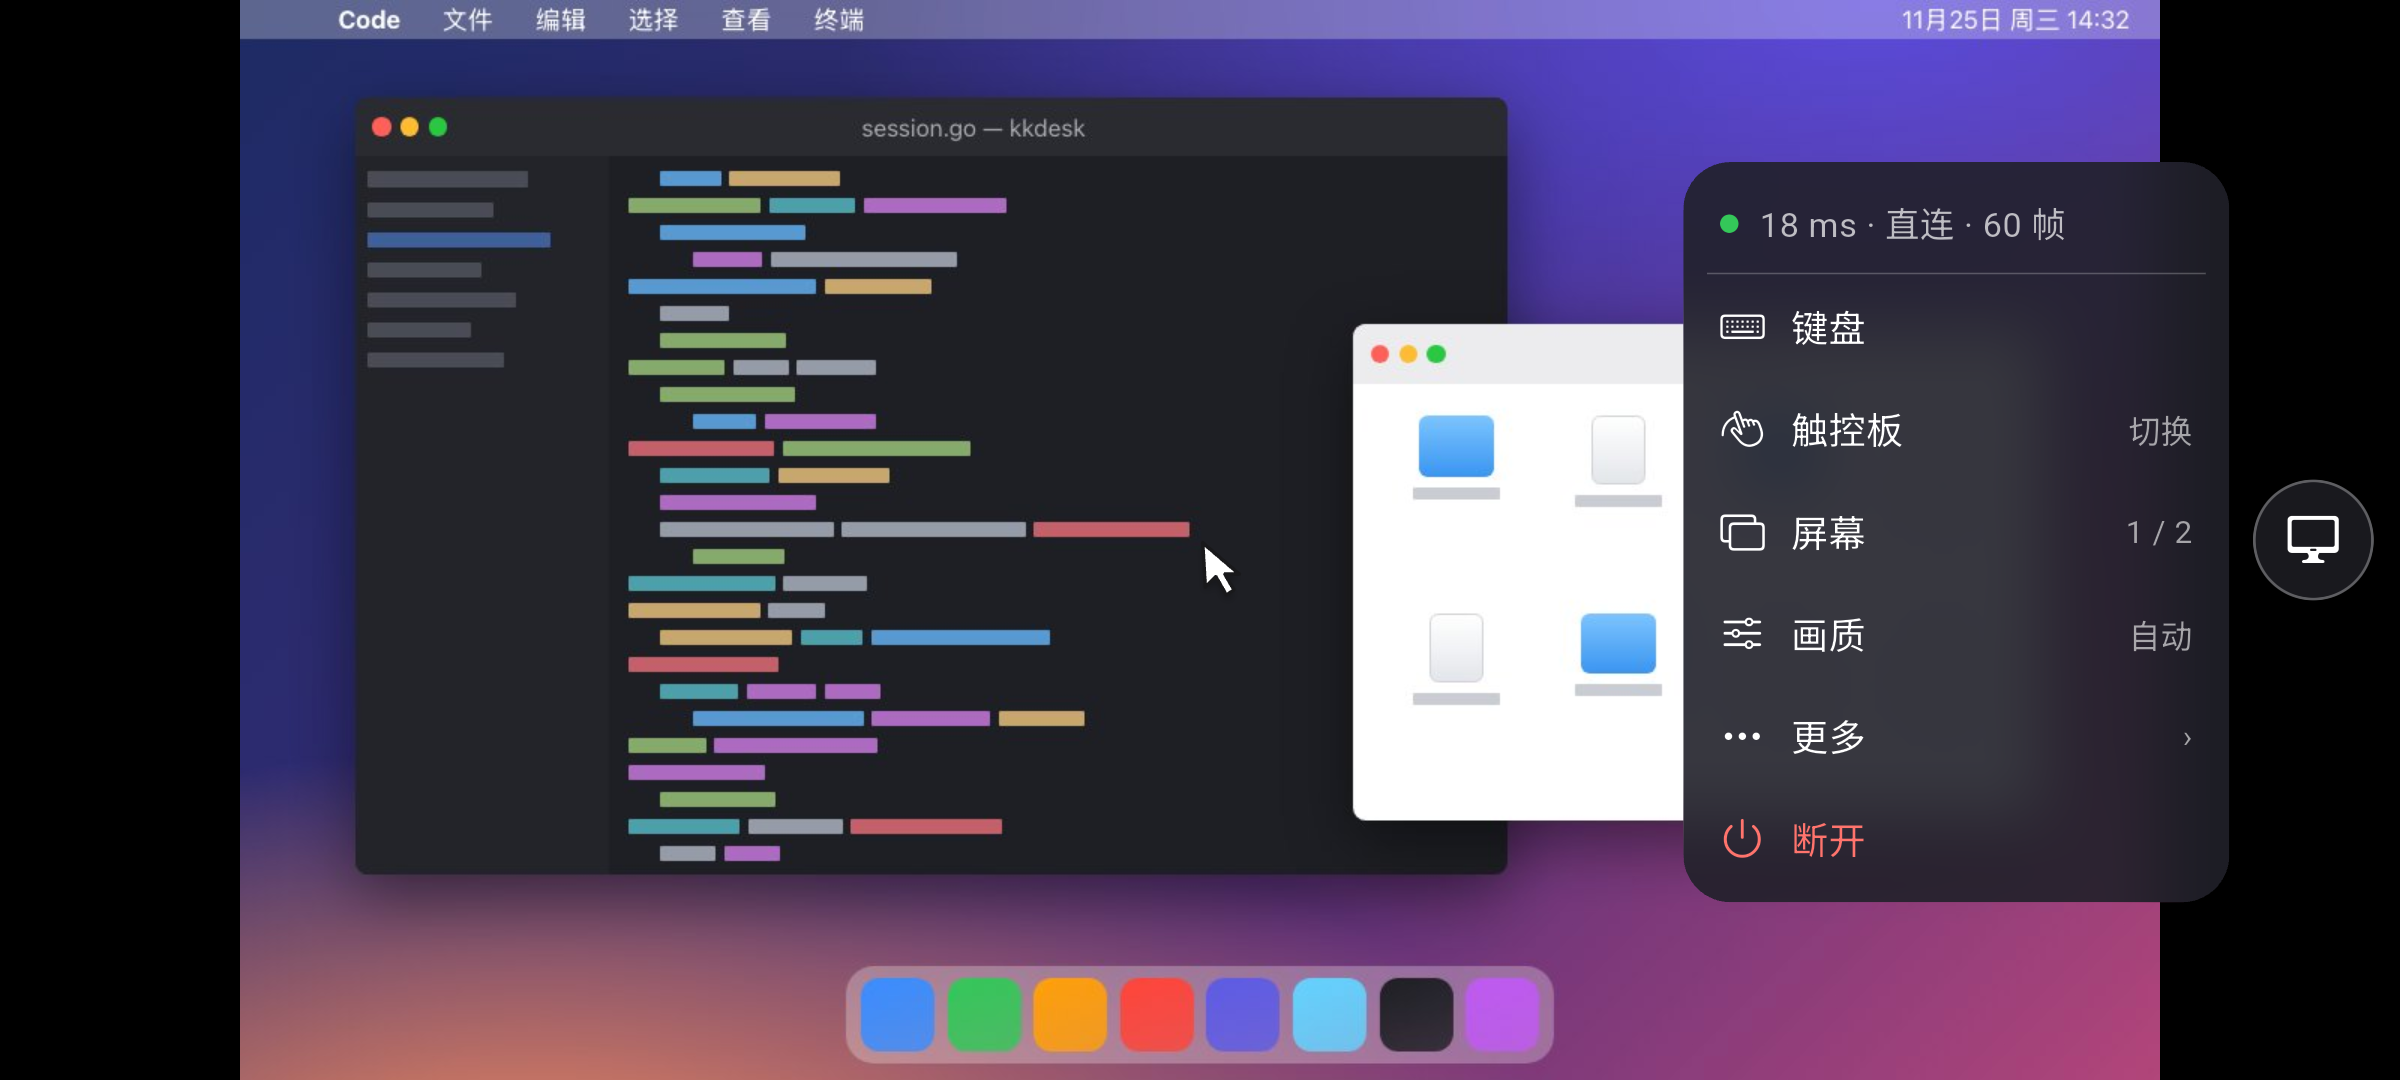 Code 文件 编辑 选择 查看 终端 11月25日 周三 14:32
session.go — kkdesk
18 ms · 直连 · 60 帧
键盘
触控板 切换
屏幕 1 / 2
画质 自动
更多 ›
断开